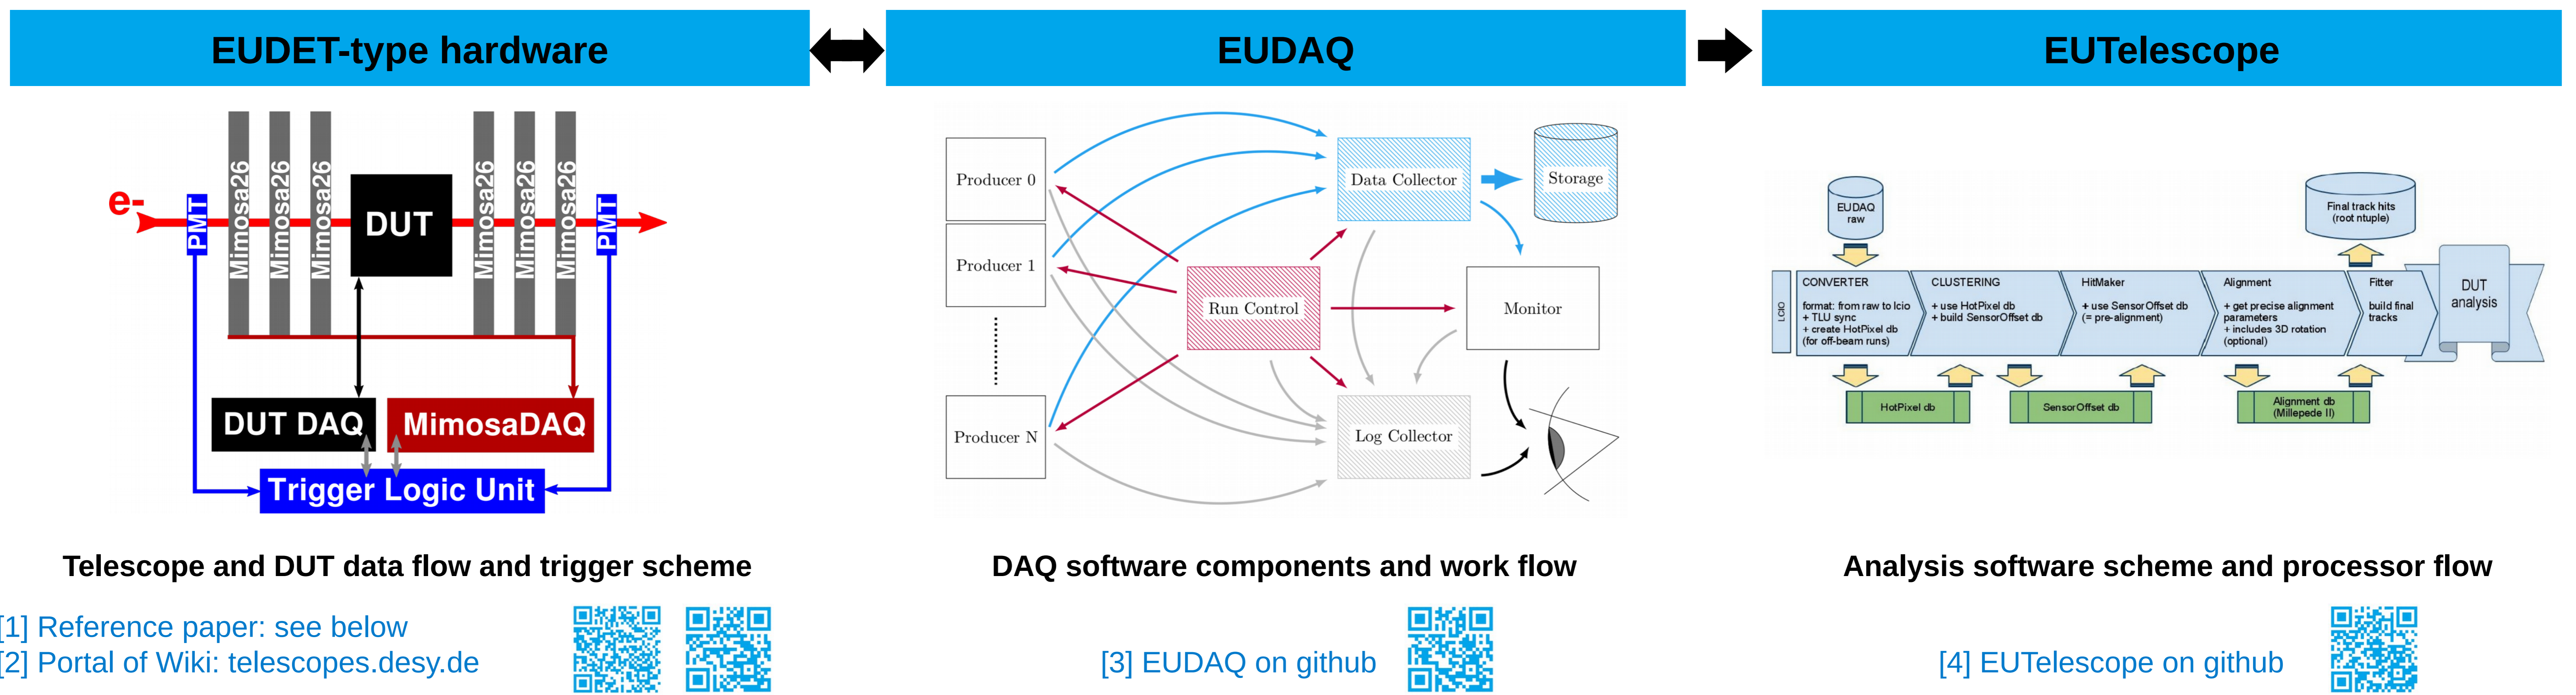 EUDET-type hardware
EUDAQ
EUTelescope
e-
PMT
Mimosa26
Mimosa26
Mimosa26
DUT
Mimosa26
Mimosa26
Mimosa26
PMT
DUT DAQ
MimosaDAQ
Trigger Logic Unit
Producer 0
Producer 1
Producer N
Data Collector
Storage
Run Control
Monitor
Log Collector
EUDAQ
raw
Final track hits
(root ntuple)
LCIO
CONVERTER
format: from raw to lcio
+ TLU sync
+ create HotPixel db
(for off-beam runs)
CLUSTERING
+ use HotPixel db
+ build SensorOffset db
HitMaker
+ use SensorOffset db
(= pre-alignment)
Alignment
+ get precise alignment
parameters
+ includes 3D rotation
(optional)
Fitter
build final
tracks
DUT
analysis
HotPixel db
SensorOffset db
Alignment db
(Millepede II)
Telescope and DUT data flow and trigger scheme
DAQ software components and work flow
Analysis software scheme and processor flow
[1] Reference paper: see below
[2] Portal of Wiki: telescopes.desy.de
[3] EUDAQ on github
[4] EUTelescope on github